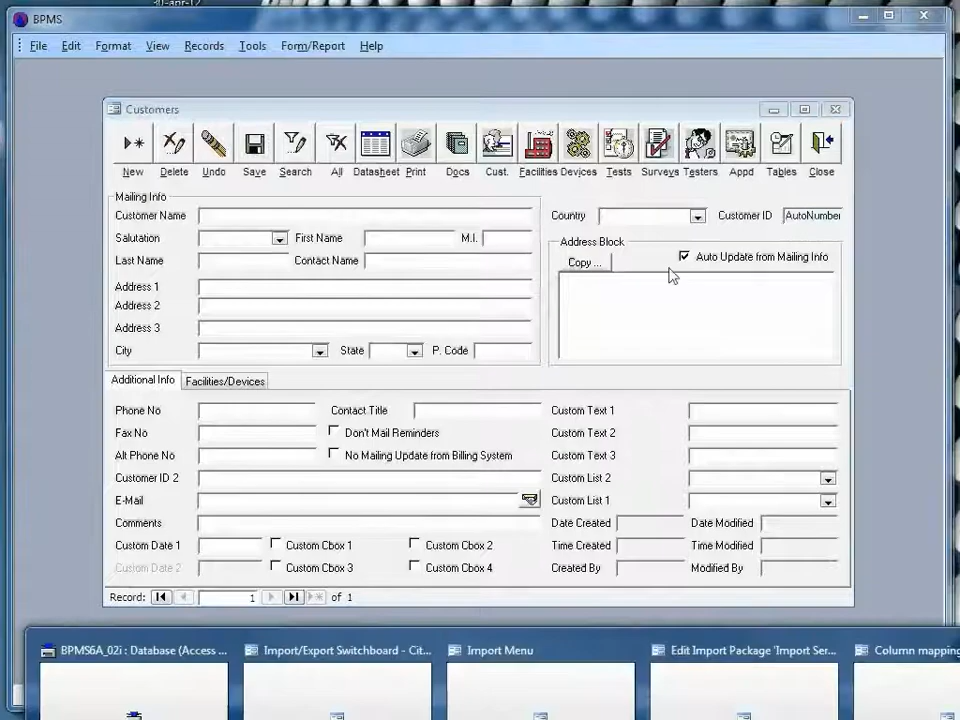 30-apr-12
BPMS
File Edit Format View Records Tools Form/Report Help
Customers
New Delete Undo Save Search All Datasheet Print Docs Cust. Facilities Devices Tests Surveys Testers Appd Tables Close
Mailing Info
Customer Name
Country
Customer ID AutoNumber
Salutation First Name M.I.
Address Block
Last Name Contact Name
Copy ... Auto Update from Mailing Info
Address 1
Address 2
Address 3
City State P. Code
Additional Info Facilities/Devices
Phone No Contact Title Custom Text 1
Fax No Don't Mail Reminders Custom Text 2
Alt Phone No No Mailing Update from Billing System Custom Text 3
Customer ID 2 Custom List 2
E-Mail Custom List 1
Comments Date Created Date Modified
Custom Date 1 Custom Cbox 1 Custom Cbox 2 Time Created Time Modified
Custom Date 2 Custom Cbox 3 Custom Cbox 4 Created By Modified By
Record: 1 of 1
BPMS6A_02i : Database (Access ... Import/Export Switchboard - Cit... Import Menu Edit Import Package 'Import Ser... Column mapping